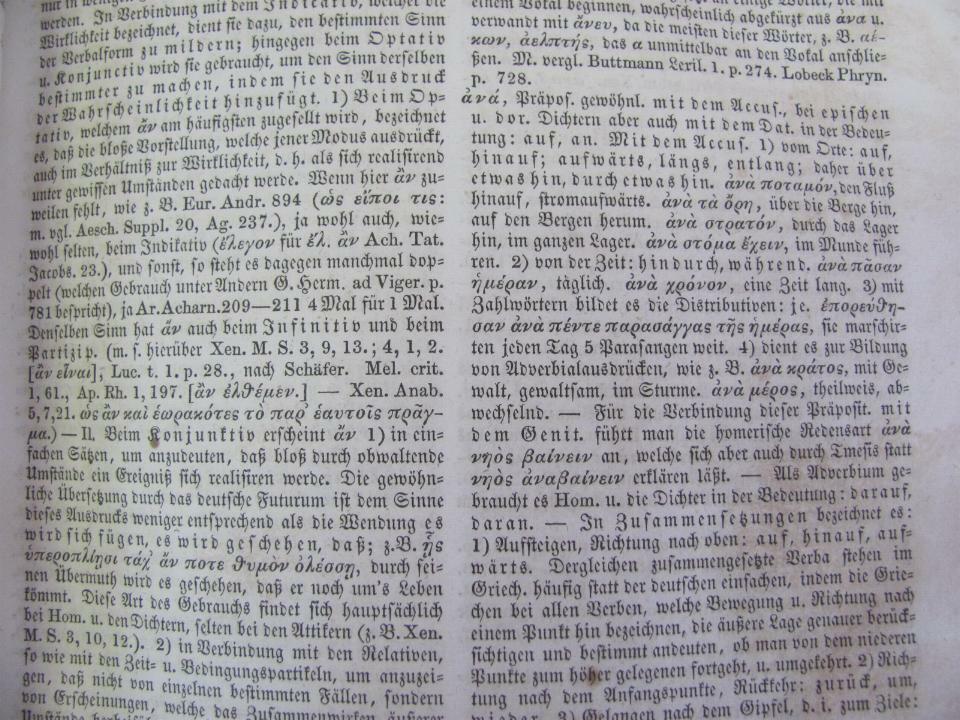 nur in wenigen
Wörtern. In Verbindung mit dem Indicativ, welcher die
Wirklichkeit bezeichnet, dient sie dazu, den bestimmten Sinn
der Verbalform zu mildern; hingegen beim Optativ
u. Konjunctiv wird sie gebraucht, um den Sinn derselben
bestimmter zu machen, indem sie den Ausdruck
der Wahrscheinlichkeit hinzufügt. 1) Beim Op-
tativ, welchem ἄν am häufigsten zugesellt wird, bezeichnet
es, daß die bloße Vorstellung, welche jener Modus ausdrückt,
auch im Verhältniß zur Wirklichkeit, d. h. als sich realisirend
unter gewissen Umständen gedacht werde. Wenn hier ἄν zu-
weilen fehlt, wie z. B. Eur. Andr. 894 (ὡς εἴποι τις:
m. vgl. Aesch. Suppl. 20, Ag. 237.), ja wohl auch, wie-
wohl selten, beim Indikativ (ἔλεγον für ἔλ. ἄν Ach. Tat.
Jacobs. 23.), und sonst, so steht es dagegen manchmal dop-
pelt (welchen Gebrauch unter Andern G. Herm. ad Viger. p.
781 bespricht), ja Ar. Acharn. 209—211 4 Mal für 1 Mal.
Denselben Sinn hat ἄν auch beim Infinitiv und beim
Partizip. (m. s. hierüber Xen. M. S. 3, 9, 13.; 4, 1, 2.
[ἄν εἶναι], Luc. t. 1. p. 28., nach Schäfer. Mel. crit.
1, 61., Ap. Rh. 1, 197. [ἄν ἐλθέμεν.] — Xen. Anab.
5, 7, 21. ὡς ἄν καὶ ἑωρακότες τὸ παρ᾽ ἑαυτοῖς πρᾶγ-
μα.) — II. Beim Konjunktiv erscheint ἄν 1) in ein-
fachen Sätzen, um anzudeuten, daß bloß durch obwaltende
Umstände ein Ereigniß sich realisiren werde. Die gewöhn-
liche Übersetzung durch das deutsche Futurum ist dem Sinne
dieses Ausdrucks weniger entsprechend als die Wendung es
wird sich fügen, es wird geschehen, daß; z. B. ᾗς
ὑπεροπλίῃσι τάχ᾽ ἄν ποτε θυμὸν ὀλέσσῃ, durch sei-
nen Übermuth wird es geschehen, daß er noch um's Leben
kömmt. Diese Art des Gebrauchs findet sich hauptsächlich
bei Hom. u. den Dichtern, selten bei den Attikern (z. B. Xen.
M. S. 3, 10, 12.). 2) in Verbindung mit den Relativen,
so wie mit den Zeit- u. Bedingungspartikeln, um anzuzei-
gen, daß nicht von einzelnen bestimmten Fällen, sondern
von Erscheinungen, welche das Zusammenwirken äußerer
einem Vokal beginnen, wahrscheinlich abgekürzt aus ἀνα u.
verwandt mit ἄνευ, da die meisten dieser Wörter, z. B. αέ-
κων, ἀελπτής, das α unmittelbar an den Vokal anschlie-
ßen. M. vergl. Buttmann Leril. 1. p. 274. Lobeck Phryn.
p. 728.
ἀνά, Präpos. gewöhnl. mit dem Accus., bei epischen
u. dor. Dichtern aber auch mit dem Dat. in der Bedeu-
tung: auf, an. Mit dem Accus. 1) vom Orte: auf,
hinauf; aufwärts, längs, entlang; daher über
etwas hin, durch etwas hin. ἀνὰ ποταμόν, den Fluß
hinauf, stromaufwärts. ἀνὰ τὰ ὄρη, über die Berge hin,
auf den Bergen herum. ἀνὰ στρατόν, durch das Lager
hin, im ganzen Lager. ἀνὰ στόμα ἔχειν, im Munde füh-
ren. 2) von der Zeit: hindurch, während. ἀνὰ πᾶσαν
ἡμέραν, täglich. ἀνὰ χρόνον, eine Zeit lang. 3) mit
Zahlwörtern bildet es die Distributiven: je. ἐπορεύθη-
σαν ἀνὰ πέντε παρασάγγας τῆς ἡμέρας, sie marschir-
ten jeden Tag 5 Parasangen weit. 4) dient es zur Bildung
von Adverbialausdrücken, wie z. B. ἀνὰ κράτος, mit Ge-
walt, gewaltsam, im Sturme. ἀνὰ μέρος, theilweis, ab-
wechselnd. — Für die Verbindung dieser Präposit. mit
dem Genit. führt man die homerische Redensart ἀνὰ
νηὸς βαίνειν an, welche sich aber auch durch Tmesis statt
νηὸς ἀναβαίνειν erklären läßt. — Als Adverbium ge-
braucht es Hom. u. die Dichter in der Bedeutung: darauf,
daran. — In Zusammensetzungen bezeichnet es:
1) Aufsteigen, Richtung nach oben: auf, hinauf, auf-
wärts. Dergleichen zusammengesetzte Verba stehen im
Griech. häufig statt der deutschen einfachen, indem die Grie-
chen bei allen Verben, welche Bewegung u. Richtung nach
einem Punkt hin bezeichnen, die äußere Lage genauer berück-
sichtigen und bestimmt andeuten, ob man von dem niederen
Punkte zum höher gelegenen fortgeht, u. umgekehrt. 2) Rich-
tung nach dem Anfangspunkte, Rückkehr: zurück, um,
wieder. 3) Gelangen nach dem Gipfel, d. i. zum Ziele: